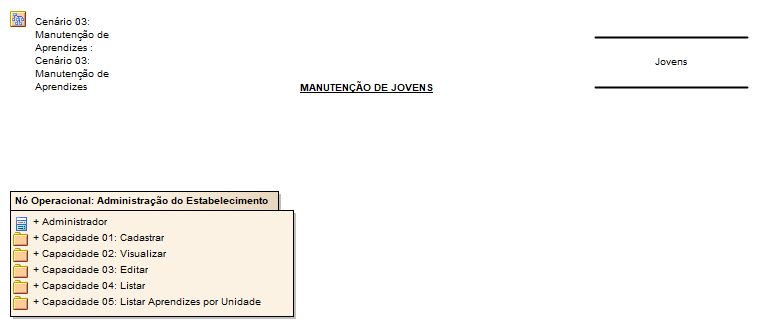 Cenário 03:
Manutenção de
Aprendizes :
Cenário 03:
Manutenção de
Aprendizes
Jovens
MANUTENÇÃO DE JOVENS
Nó Operacional: Administração do Estabelecimento
+ Administrador
+ Capacidade 01: Cadastrar
+ Capacidade 02: Visualizar
+ Capacidade 03: Editar
+ Capacidade 04: Listar
+ Capacidade 05: Listar Aprendizes por Unidade